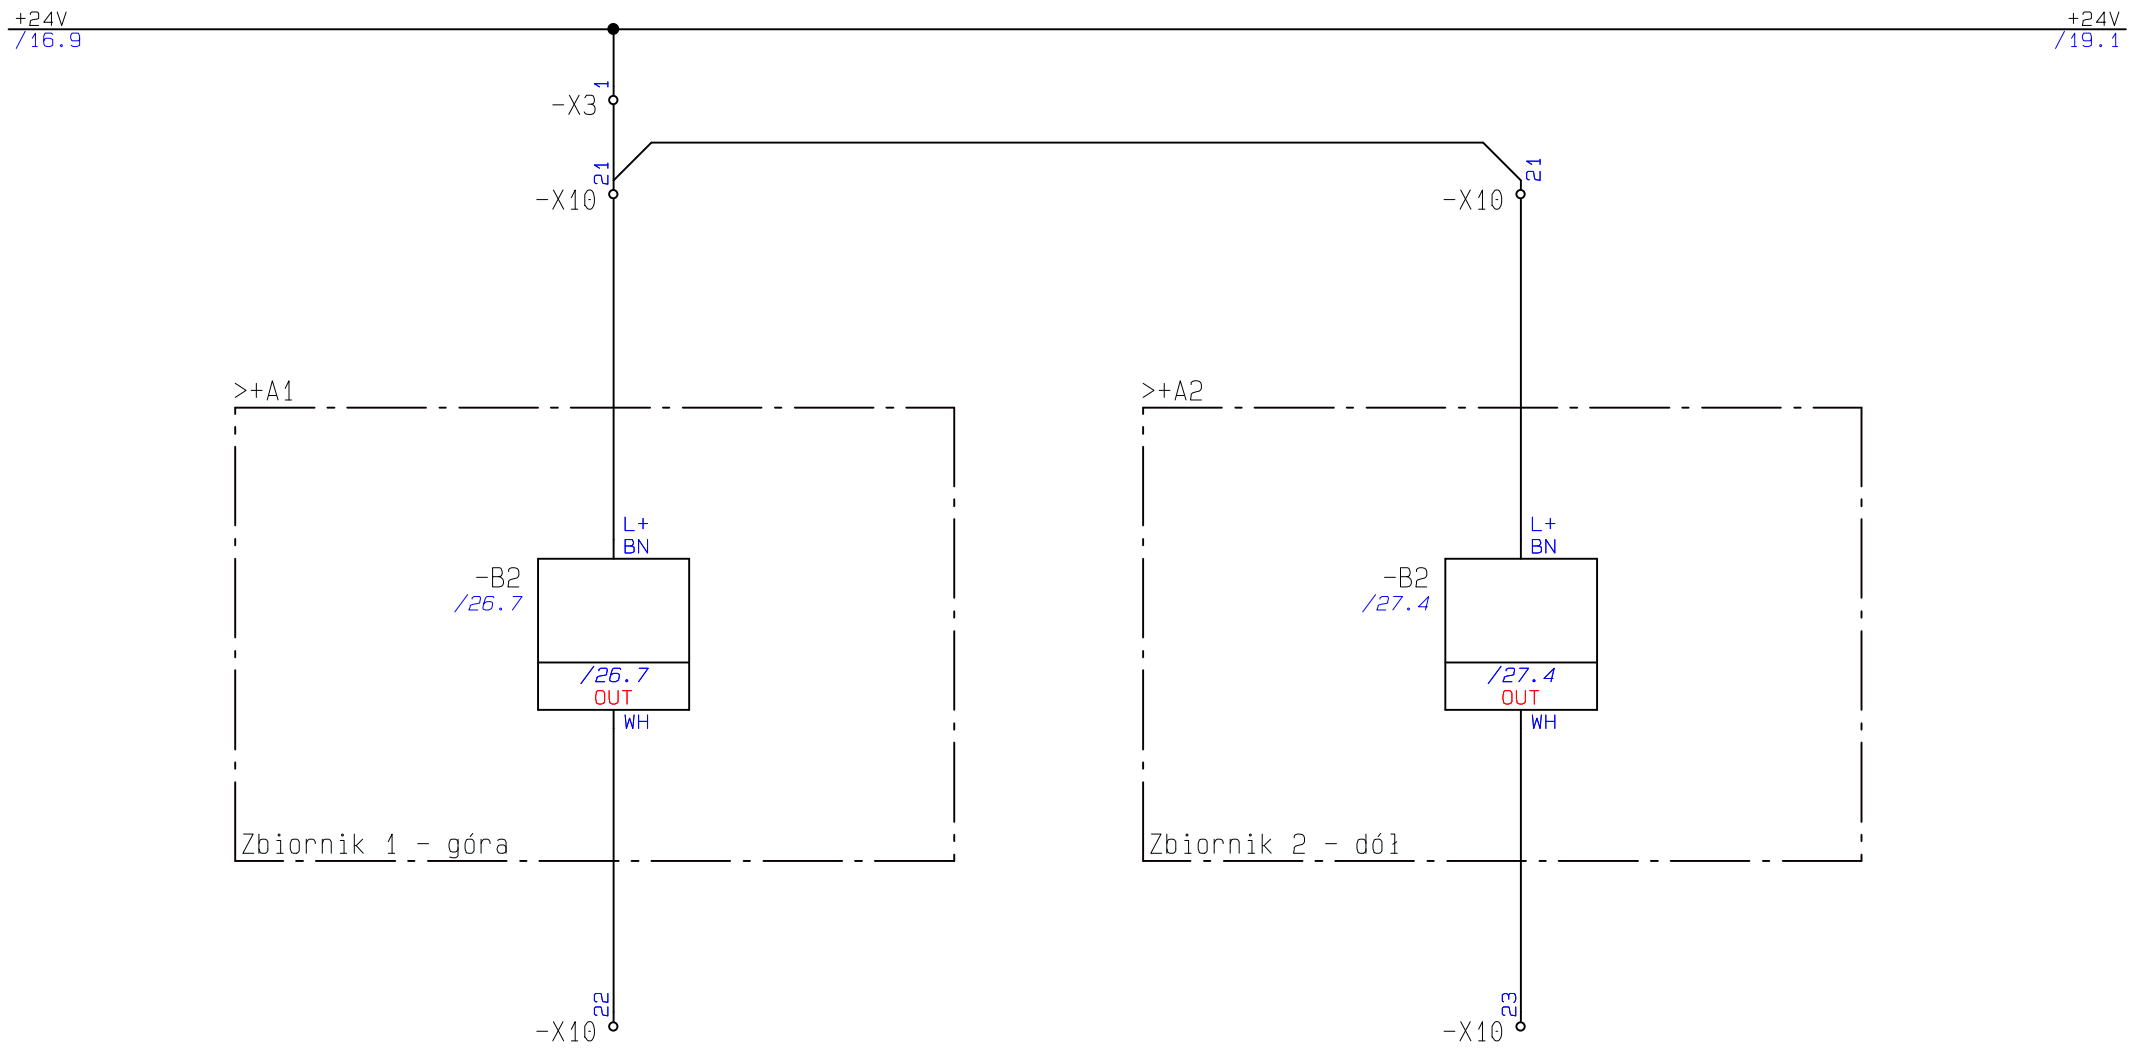 +24V
+24V
/16.9
/19.1
1
-X3
21
21
-X10
-X10
>+A1
>+A2
L+
L+
BN
BN
-B2
-B2
/26.7
/27.4
/26.7
/27.4
OUT
OUT
WH
WH
Zbiornik 1 - góra
Zbiornik 2 - dół
22
23
-X10
-X10